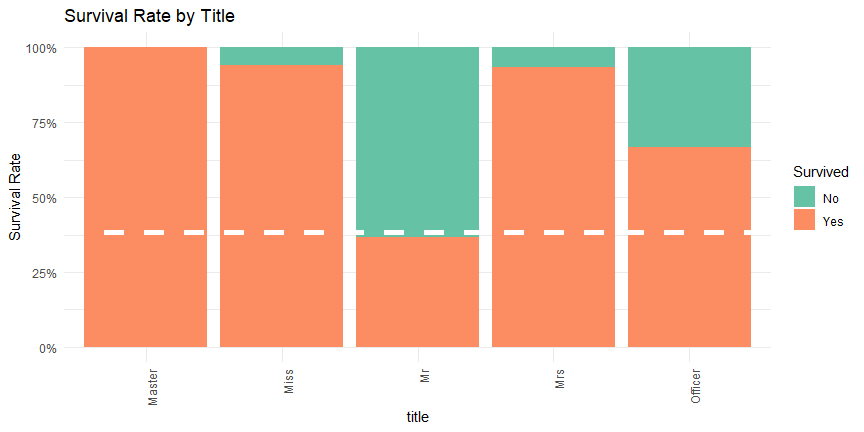 Survival Rate by Title
100%
75%
50%
25%
0%
Survival Rate
Master
Miss
Mr
Mrs
Officer
title
Survived
No
Yes